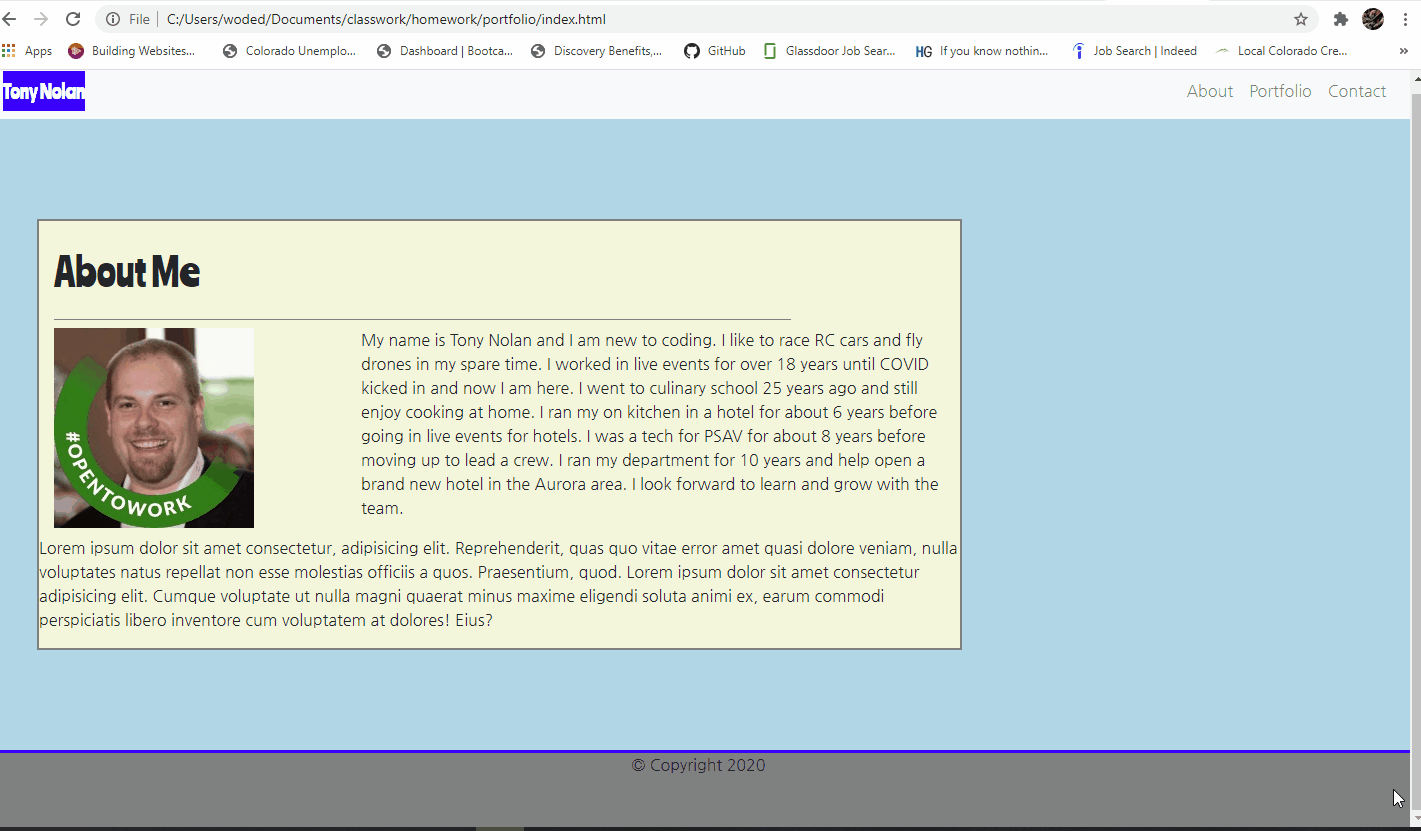 File C:/Users/woded/Documents/classwork/homework/portfolio/index.html
Apps Building Websites... Colorado Unemplo... Dashboard | Bootca... Discovery Benefits,... GitHub Glassdoor Job Sear... HG If you know nothin... Job Search | Indeed Local Colorado Cre... »
Tony Nolan About Portfolio Contact
About Me
#OPENTOWORK
My name is Tony Nolan and I am new to coding. I like to race RC cars and fly
drones in my spare time. I worked in live events for over 18 years until COVID
kicked in and now I am here. I went to culinary school 25 years ago and still
enjoy cooking at home. I ran my on kitchen in a hotel for about 6 years before
going in live events for hotels. I was a tech for PSAV for about 8 years before
moving up to lead a crew. I ran my department for 10 years and help open a
brand new hotel in the Aurora area. I look forward to learn and grow with the
team.
Lorem ipsum dolor sit amet consectetur, adipisicing elit. Reprehenderit, quas quo vitae error amet quasi dolore veniam, nulla
voluptates natus repellat non esse molestias officiis a quos. Praesentium, quod. Lorem ipsum dolor sit amet consectetur
adipisicing elit. Cumque voluptate ut nulla magni quaerat minus maxime eligendi soluta animi ex, earum commodi
perspiciatis libero inventore cum voluptatem at dolores! Eius?
© Copyright 2020